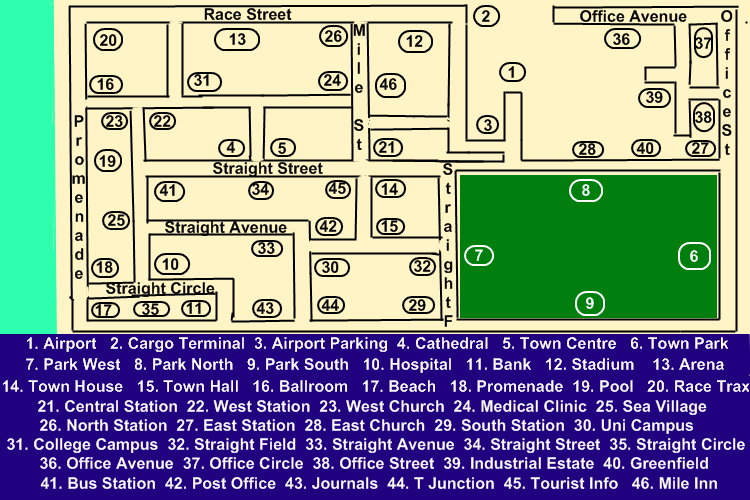 Race Street
Office Avenue
2
20
13
26
12
36
37
Mile St
Office St
1
16
31
24
46
39
Promenade
23
22
3
38
19
4
5
21
28
40
27
Straight Street
Straight F
41
34
45
14
8
25
42
15
Straight Avenue
33
7
6
10
30
32
18
Straight Circle
17
35
11
43
44
29
9
1. Airport 2. Cargo Terminal 3. Airport Parking 4. Cathedral 5. Town Centre 6. Town Park
7. Park West 8. Park North 9. Park South 10. Hospital 11. Bank 12. Stadium 13. Arena
14. Town House 15. Town Hall 16. Ballroom 17. Beach 18. Promenade 19. Pool 20. Race Trax
21. Central Station 22. West Station 23. West Church 24. Medical Clinic 25. Sea Village
26. North Station 27. East Station 28. East Church 29. South Station 30. Uni Campus
31. College Campus 32. Straight Field 33. Straight Avenue 34. Straight Street 35. Straight Circle
36. Office Avenue 37. Office Circle 38. Office Street 39. Industrial Estate 40. Greenfield
41. Bus Station 42. Post Office 43. Journals 44. T Junction 45. Tourist Info 46. Mile Inn